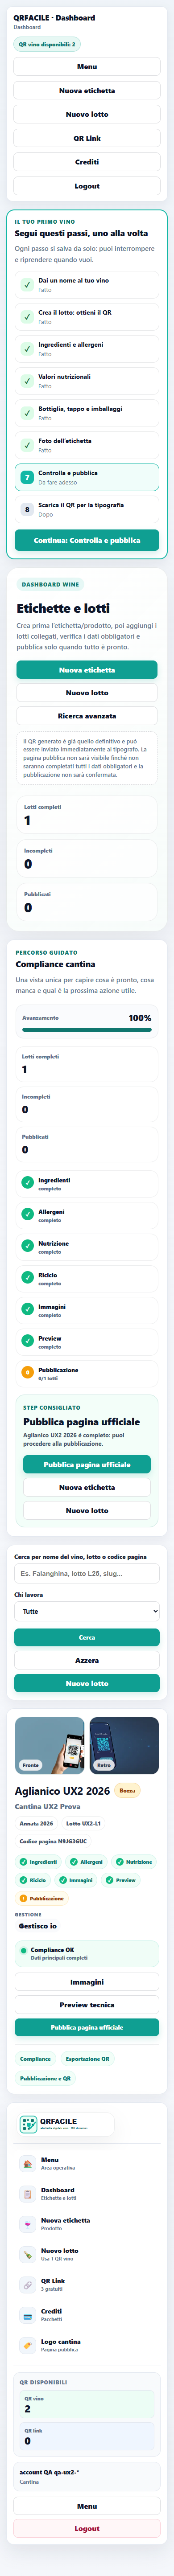 QRFACILE · Dashboard
Dashboard
QR vino disponibili: 2
Menu
Nuova etichetta
Nuovo lotto
QR Link
Crediti
Logout
IL TUO PRIMO VINO
Segui questi passi, uno alla volta
Ogni passo si salva da solo: puoi interrompere
e riprendere quando vuoi.
Dai un nome al tuo vino
Fatto
Crea il lotto: ottieni il QR
Fatto
Ingredienti e allergeni
Fatto
Valori nutrizionali
Fatto
Bottiglia, tappo e imballaggi
Fatto
Foto dell'etichetta
Fatto
7
Controlla e pubblica
Da fare adesso
8
Scarica il QR per la tipografia
Dopo
Continua: Controlla e pubblica
DASHBOARD WINE
Etichette e lotti
Crea prima l'etichetta/prodotto, poi aggiungi i
lotti collegati, verifica i dati obbligatori e
pubblica solo quando tutto è pronto.
Nuova etichetta
Nuovo lotto
Ricerca avanzata
Il QR generato è già quello definitivo e può
essere inviato immediatamente al tipografo. La
pagina pubblica non sarà visibile finché non
saranno completati tutti i dati obbligatori e la
pubblicazione non sarà confermata.
Lotti completi
1
Incompleti
0
Pubblicati
0
PERCORSO GUIDATO
Compliance cantina
Una vista unica per capire cosa è pronto, cosa
manca e qual è la prossima azione utile.
Avanzamento 100%
Lotti completi
1
Incompleti
0
Pubblicati
0
Ingredienti
completo
Allergeni
completo
Nutrizione
completo
Riciclo
completo
Immagini
completo
Preview
completo
Pubblicazione
0/1 lotti
STEP CONSIGLIATO
Pubblica pagina ufficiale
Aglianico UX2 2026 è completo: puoi
procedere alla pubblicazione.
Pubblica pagina ufficiale
Nuova etichetta
Nuovo lotto
Cerca per nome del vino, lotto o codice pagina
Es. Falanghina, lotto L25, slug...
Chi lavora
Tutte
Cerca
Azzera
Nuovo lotto
Fronte
Retro
Aglianico UX2 2026 Bozza
Cantina UX2 Prova
Annata 2026 Lotto UX2-L1
Codice pagina N9JG3GUC
Ingredienti Allergeni Nutrizione
Riciclo Immagini Preview
Pubblicazione
GESTIONE
Gestisco io
Compliance OK
Dati principali completi
Immagini
Preview tecnica
Pubblica pagina ufficiale
Compliance Esportazione QR
Pubblicazione e QR
QRFACILE
Menu
Area operativa
Dashboard
Etichette e lotti
Nuova etichetta
Prodotto
Nuovo lotto
Usa 1 QR vino
QR Link
3 gratuiti
Crediti
Pacchetti
Logo cantina
Pagina pubblica
QR DISPONIBILI
QR vino
2
QR link
0
account QA qa-ux2-*
Cantina
Menu
Logout